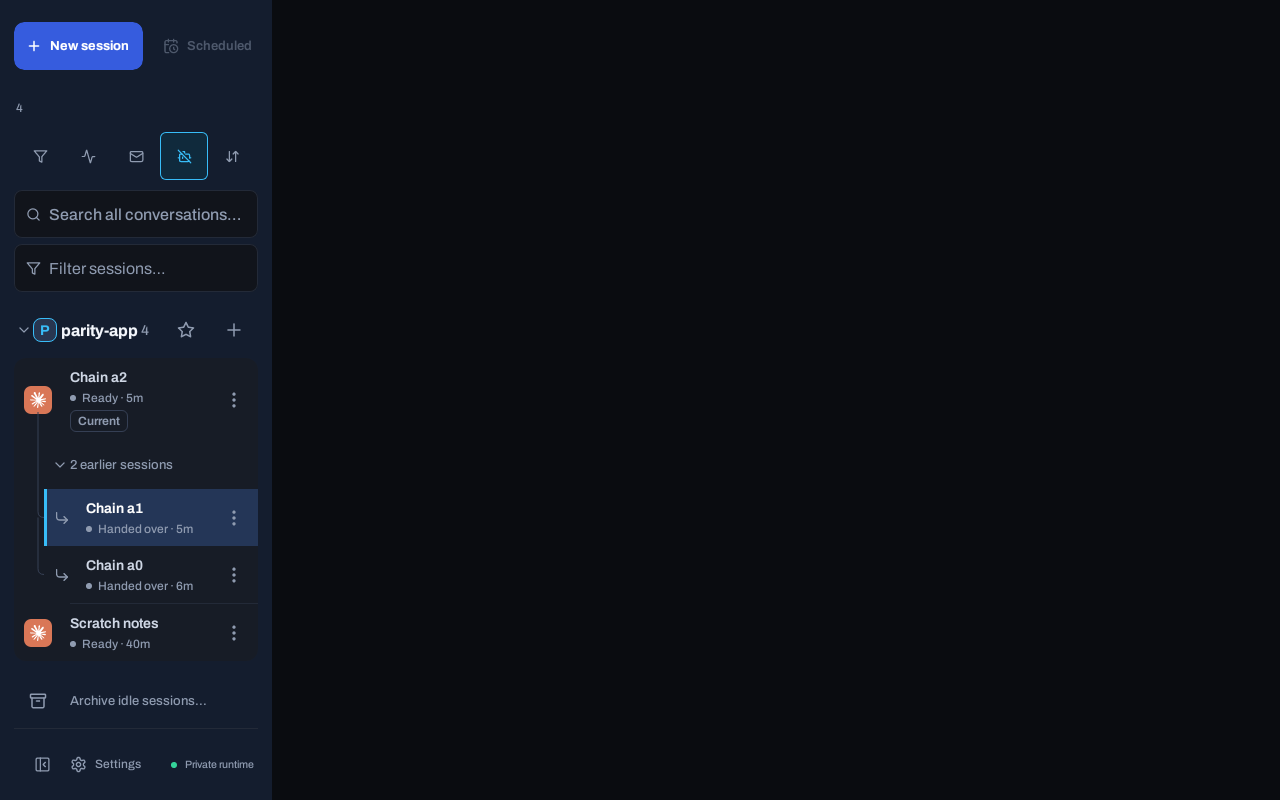 New session
Scheduled
4
Search all conversations...
Filter sessions...
P parity-app 4
Chain a2
Ready · 5m
Current
2 earlier sessions
Chain a1
Handed over · 5m
Chain a0
Handed over · 6m
Scratch notes
Ready · 40m
Archive idle sessions...
Settings
Private runtime